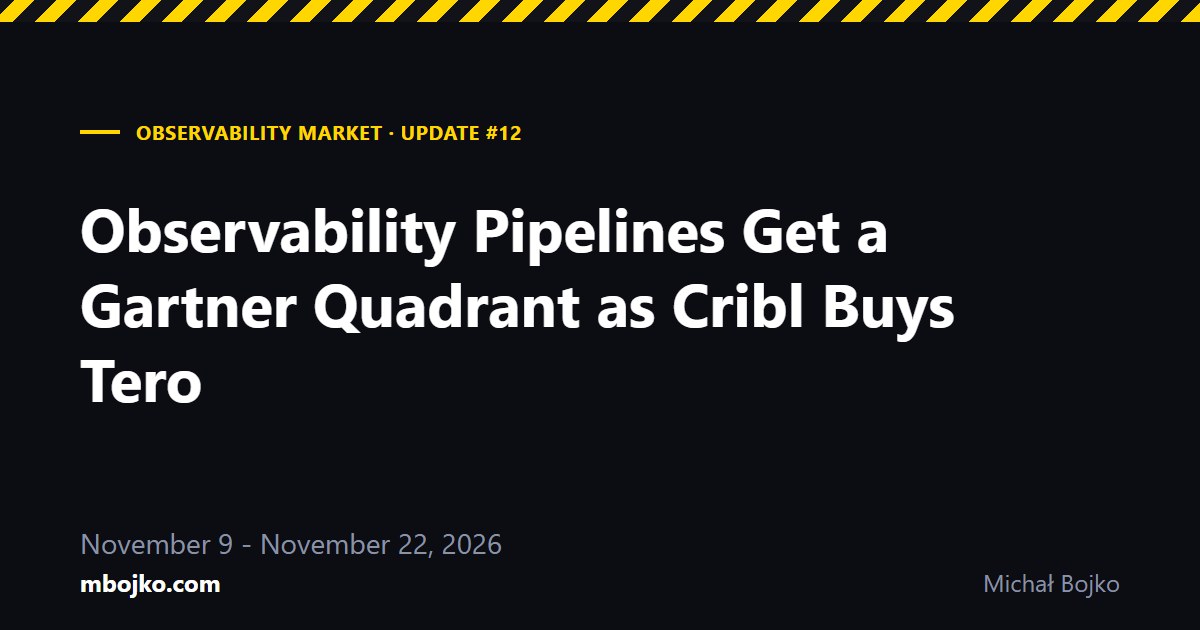 OBSERVABILITY MARKET · UPDATE #12
Observability Pipelines Get a
Gartner Quadrant as Cribl Buys
Tero
November 9 - November 22, 2026
mbojko.com
Michał Bojko